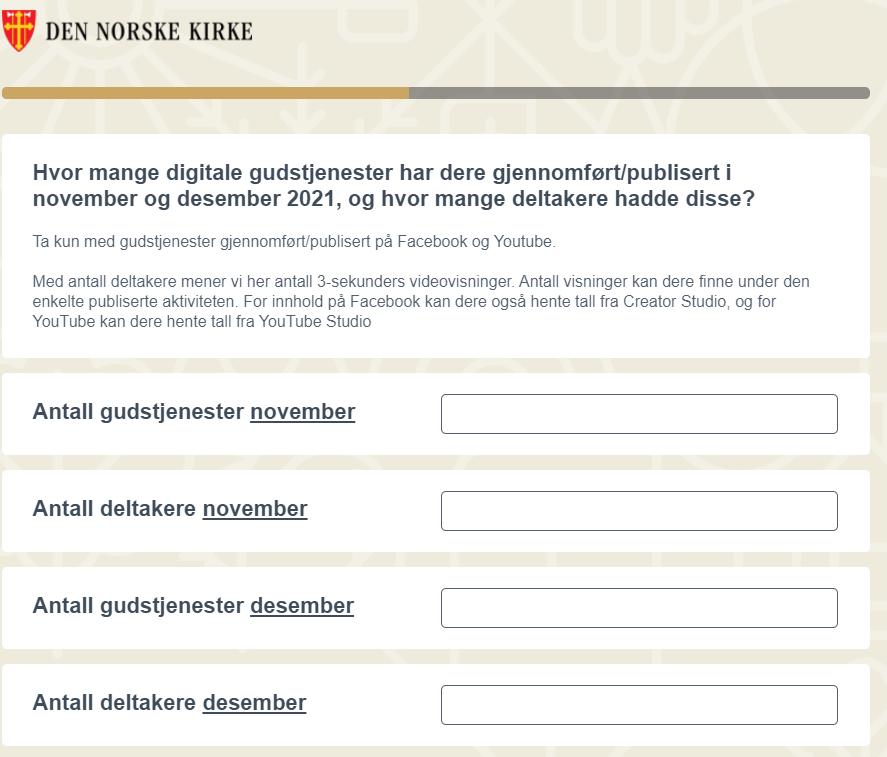 DEN NORSKE KIRKE
Hvor mange digitale gudstjenester har dere gjennomført/publisert i
november og desember 2021, og hvor mange deltakere hadde disse?
Ta kun med gudstjenester gjennomført/publisert på Facebook og Youtube.
Med antall deltakere mener vi her antall 3-sekunders videovisninger. Antall visninger kan dere finne under den
enkelte publiserte aktiviteten. For innhold på Facebook kan dere også hente tall fra Creator Studio, og for
YouTube kan dere hente tall fra YouTube Studio
Antall gudstjenester november
Antall deltakere november
Antall gudstjenester desember
Antall deltakere desember